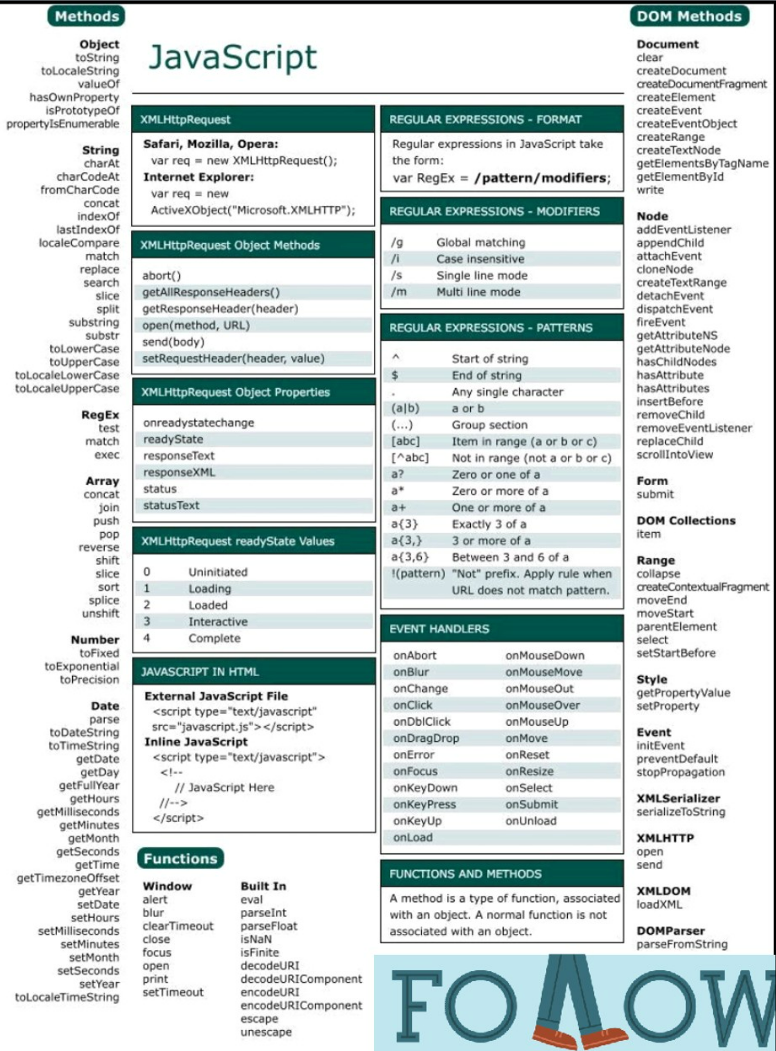 Methods
Object
toString
toLocaleString
valueOf
hasOwnProperty
isPrototypeOf
propertyIsEnumerable
String
charAt
charCodeAt
fromCharCode
concat
indexOf
lastIndexOf
localeCompare
match
replace
search
slice
split
substring
substr
toLowerCase
toUpperCase
toLocaleLowerCase
toLocaleUpperCase
RegEx
test
match
exec
Array
concat
join
push
pop
reverse
shift
slice
sort
splice
unshift
Number
toFixed
toExponential
toPrecision
Date
parse
toDateString
toTimeString
getDate
getDay
getFullYear
getHours
getMilliseconds
getMinutes
getMonth
getSeconds
getTime
getTimezoneOffset
getYear
setDate
setHours
setMilliseconds
setMinutes
setMonth
setSeconds
setYear
toLocaleTimeString
JavaScript
XMLHttpRequest
Safari, Mozilla, Opera:
var req = new XMLHttpRequest();
Internet Explorer:
var req = new
ActiveXObject("Microsoft.XMLHTTP");
XMLHttpRequest Object Methods
abort()
getAllResponseHeaders()
getResponseHeader(header)
open(method, URL)
send(body)
setRequestHeader(header, value)
XMLHttpRequest Object Properties
onreadystatechange
readyState
responseText
responseXML
status
statusText
XMLHttpRequest readyState Values
0 Uninitiated
1 Loading
2 Loaded
3 Interactive
4 Complete
JAVASCRIPT IN HTML
External JavaScript File
<script type="text/javascript"
src="javascript.js"></script>
Inline JavaScript
<script type="text/javascript">
<!--
// JavaScript Here
//-->
</script>
Functions
Window
alert
blur
clearTimeout
close
focus
open
print
setTimeout
Built In
eval
parseInt
parseFloat
isNaN
isFinite
decodeURI
decodeURIComponent
encodeURI
encodeURIComponent
escape
unescape
REGULAR EXPRESSIONS - FORMAT
Regular expressions in JavaScript take
the form:
var RegEx = /pattern/modifiers;
REGULAR EXPRESSIONS - MODIFIERS
/g Global matching
/i Case insensitive
/s Single line mode
/m Multi line mode
REGULAR EXPRESSIONS - PATTERNS
^ Start of string
$ End of string
. Any single character
(a|b) a or b
(...) Group section
[abc] Item in range (a or b or c)
[^abc] Not in range (not a or b or c)
a? Zero or one of a
a* Zero or more of a
a+ One or more of a
a{3} Exactly 3 of a
a{3,} 3 or more of a
a{3,6} Between 3 and 6 of a
!(pattern) "Not" prefix. Apply rule when
URL does not match pattern.
EVENT HANDLERS
onAbort onMouseDown
onBlur onMouseMove
onChange onMouseOut
onClick onMouseOver
onDblClick onMouseUp
onDragDrop onMove
onError onReset
onFocus onResize
onKeyDown onSelect
onKeyPress onSubmit
onKeyUp onUnload
onLoad
FUNCTIONS AND METHODS
A method is a type of function, associated
with an object. A normal function is not
associated with an object.
DOM Methods
Document
clear
createDocument
createDocumentFragment
createElement
createEvent
createEventObject
createRange
createTextNode
getElementsByTagName
getElementById
write
Node
addEventListener
appendChild
attachEvent
cloneNode
createTextRange
detachEvent
dispatchEvent
fireEvent
getAttributeNS
getAttributeNode
hasChildNodes
hasAttribute
hasAttributes
insertBefore
removeChild
removeEventListener
replaceChild
scrollIntoView
Form
submit
DOM Collections
item
Range
collapse
createContextualFragment
moveEnd
moveStart
parentElement
select
setStartBefore
Style
getPropertyValue
setProperty
Event
initEvent
preventDefault
stopPropagation
XMLSerializer
serializeToString
XMLHTTP
open
send
XMLDOM
loadXML
DOMParser
parseFromString
FOLLOW